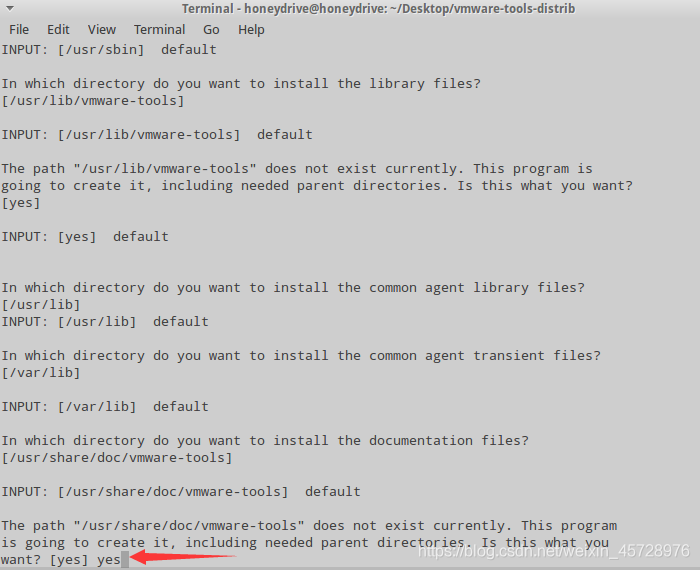 Terminal - honeydrive@honeydrive: ~/Desktop/vmware-tools-distrib
File Edit View Terminal Go Help
INPUT: [/usr/sbin]  default
In which directory do you want to install the library files?
[/usr/lib/vmware-tools]
INPUT: [/usr/lib/vmware-tools]  default
The path "/usr/lib/vmware-tools" does not exist currently. This program is
going to create it, including needed parent directories. Is this what you want?
[yes]
INPUT: [yes]  default
In which directory do you want to install the common agent library files?
[/usr/lib]
INPUT: [/usr/lib]  default
In which directory do you want to install the common agent transient files?
[/var/lib]
INPUT: [/var/lib]  default
In which directory do you want to install the documentation files?
[/usr/share/doc/vmware-tools]
INPUT: [/usr/share/doc/vmware-tools]  default
The path "/usr/share/doc/vmware-tools" does not exist currently. This program
is going to create it, including needed parent directories. Is this what you
want? [yes] yes
https://blog.csdn.net/weixin_45728976